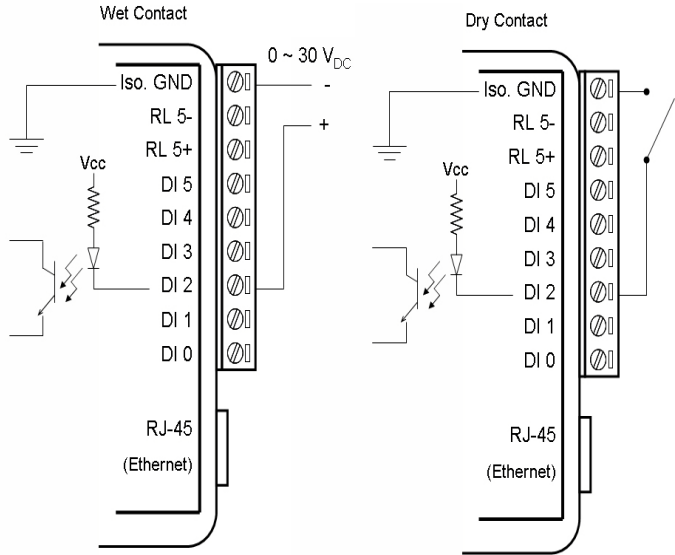 Wet Contact
0 ~ 30 VDC
Iso. GND
-
RL 5-
+
RL 5+
Vcc
DI 5
DI 4
DI 3
DI 2
DI 1
DI 0
RJ-45
(Ethernet)
Dry Contact
Iso. GND
RL 5-
RL 5+
Vcc
DI 5
DI 4
DI 3
DI 2
DI 1
DI 0
RJ-45
(Ethernet)